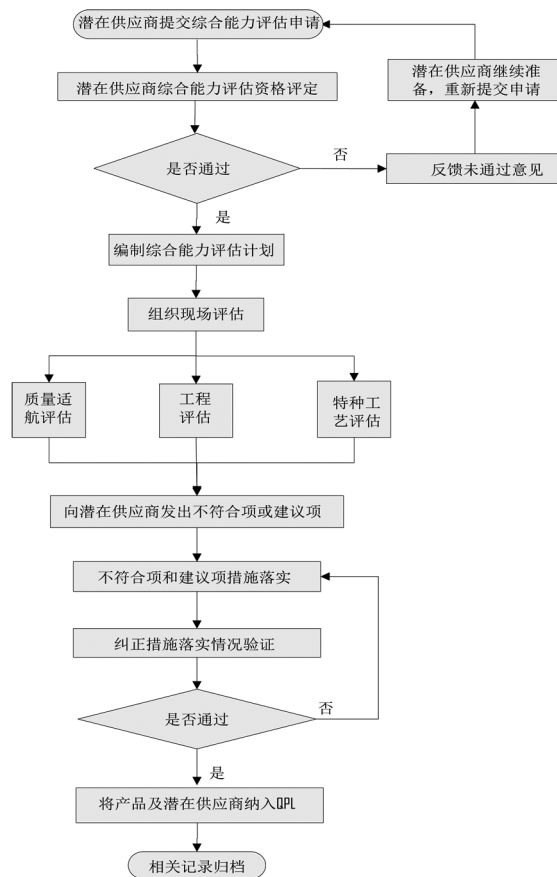 潜在供应商提交综合能力评估申请
潜在供应商综合能力评估资格评定
潜在供应商继续准
备，重新提交申请
是否通过
否
反馈未通过意见
是
编制综合能力评估计划
组织现场评估
质量适
航评估
工程
评估
特种工
艺评估
向潜在供应商发出不符合项或建议项
不符合项和建议项措施落实
纠正措施落实情况验证
是否通过
否
是
将产品及潜在供应商纳入QPL
相关记录归档